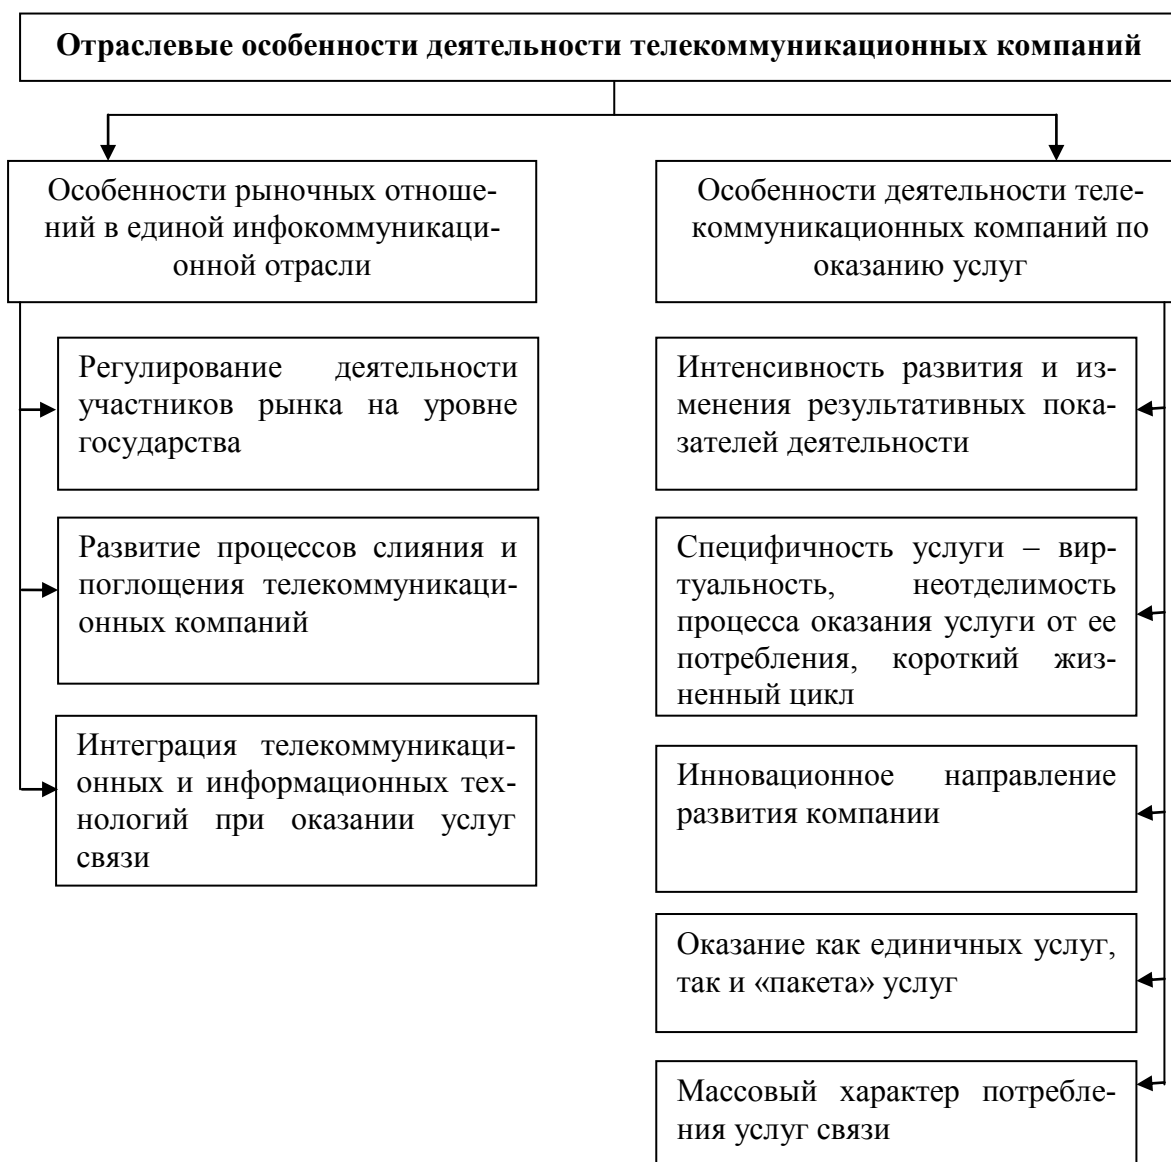 Отраслевые особенности деятельности телекоммуникационных компаний
Особенности рыночных отноше-
ний в единой инфокоммуникаци-
онной отрасли
Регулирование деятельности
участников рынка на уровне
государства
Развитие процессов слияния и
поглощения телекоммуникаци-
онных компаний
Интеграция телекоммуникаци-
онных и информационных тех-
нологий при оказании услуг
связи
Особенности деятельности теле-
коммуникационных компаний по
оказанию услуг
Интенсивность развития и из-
менения результативных пока-
зателей деятельности
Специфичность услуги – вир-
туальность, неотделимость
процесса оказания услуги от ее
потребления, короткий жиз-
ненный цикл
Инновационное направление
развития компании
Оказание как единичных услуг,
так и «пакета» услуг
Массовый характер потребле-
ния услуг связи